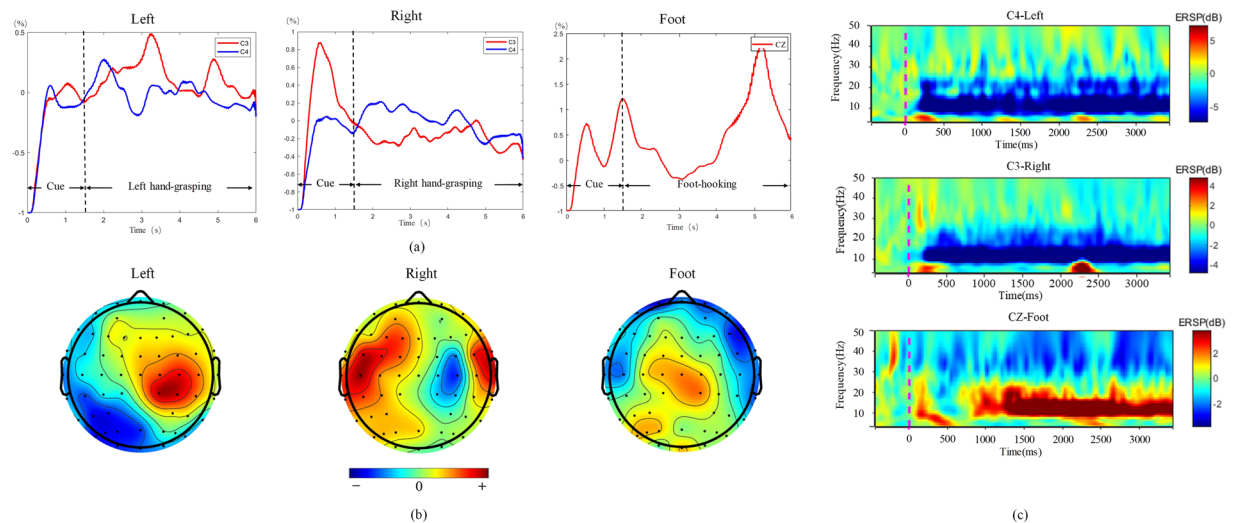 Left
(%)
0.5
0
-0.5
-1
C3
C4
Cue
Left hand-grasping
0 1 2 3 4 5 6
Time (s)
Right
(%)
1
0.8
0.6
0.4
0.2
0
-0.2
-0.4
-0.6
-0.8
-1
C3
C4
Cue
Right hand-grasping
0 1 2 3 4 5 6
Time (s)
Foot
(%)
2.5
2
1.5
1
0.5
0
-0.5
-1
CZ
Cue
Foot-hooking
0 1 2 3 4 5 6
Time (s)
(a)
Left
Right
Foot
− 0 +
(b)
C4-Left
ERSP(dB)
Frequency(Hz)
50
40
30
20
10
0 500 1000 1500 2000 2500 3000
Time(ms)
5
0
-5
C3-Right
ERSP(dB)
Frequency(Hz)
50
40
30
20
10
0 500 1000 1500 2000 2500 3000
Time(ms)
4
2
0
-2
-4
CZ-Foot
ERSP(dB)
Frequency(Hz)
50
40
30
20
10
0 500 1000 1500 2000 2500 3000
Time(ms)
2
0
-2
(c)